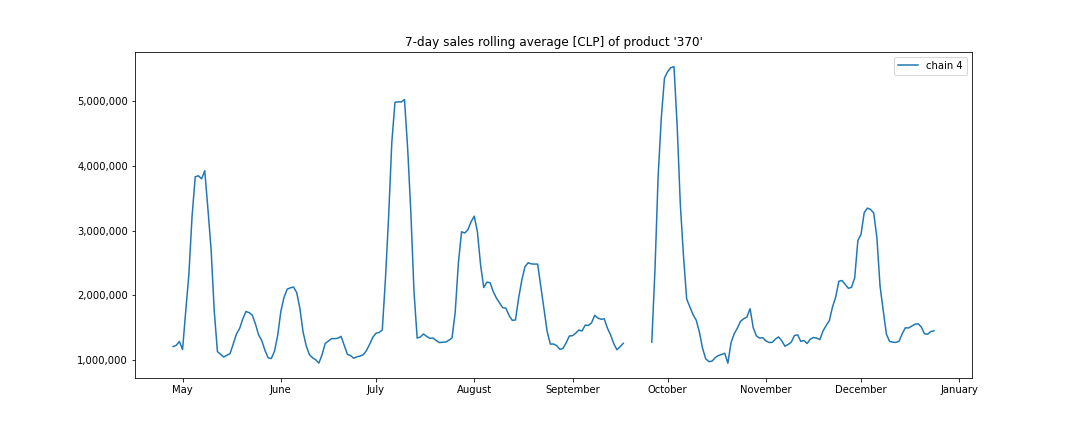 7-day sales rolling average [CLP] of product '370'
chain 4
5,000,000
4,000,000
3,000,000
2,000,000
1,000,000
May June July August September October November December January